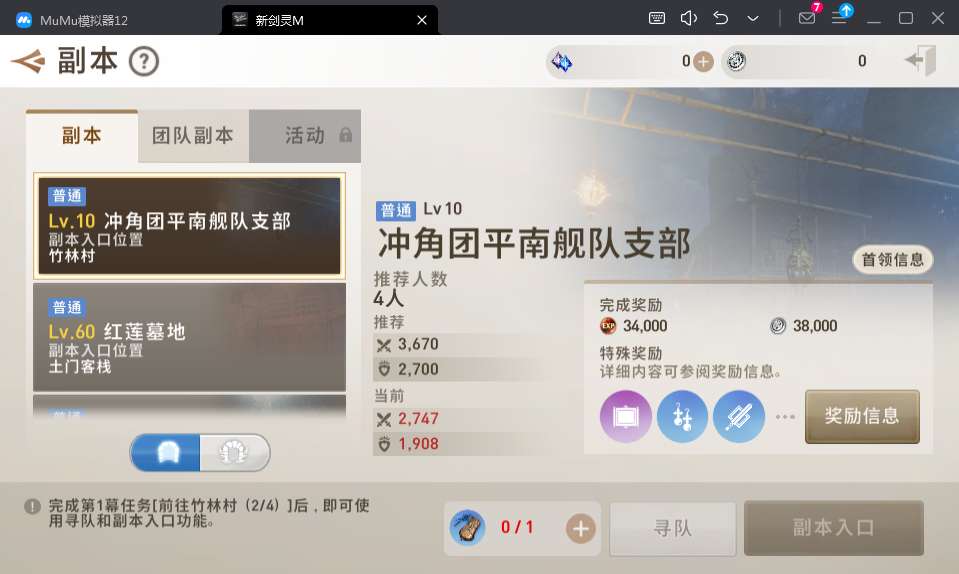 MuMu模拟器12
新剑灵M
7
副本
?
0
0
副本
团队副本
活动
普通
Lv.10 冲角团平南舰队支部
副本入口位置
竹林村
普通
Lv.60 红莲墓地
副本入口位置
土门客栈
普通
普通 Lv10
冲角团平南舰队支部
推荐人数
4人
推荐
3,670
2,700
当前
2,747
1,908
首领信息
完成奖励
EXP 34,000
38,000
特殊奖励
详细内容可参阅奖励信息。
奖励信息
完成第1幕任务[前往竹林村（2/4）]后，即可使
用寻队和副本入口功能。
0 / 1
寻队
副本入口